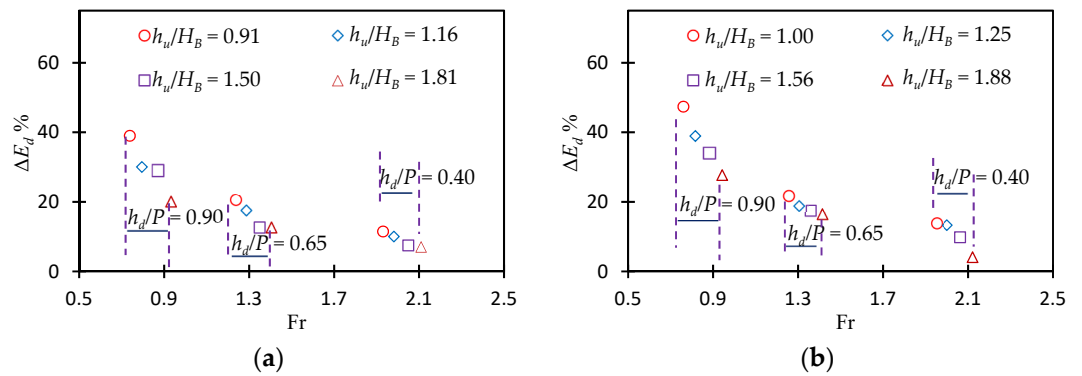 h_u/H_B = 0.91
h_u/H_B = 1.16
h_u/H_B = 1.50
h_u/H_B = 1.81
60
40
20
0
ΔE_d %
h_d/P = 0.90
h_d/P = 0.65
h_d/P = 0.40
0.5 0.9 1.3 1.7 2.1 2.5
Fr
(a)
h_u/H_B = 1.00
h_u/H_B = 1.25
h_u/H_B = 1.56
h_u/H_B = 1.88
60
40
20
0
ΔE_d %
h_d/P = 0.90
h_d/P = 0.65
h_d/P = 0.40
0.5 0.9 1.3 1.7 2.1 2.5
Fr
(b)